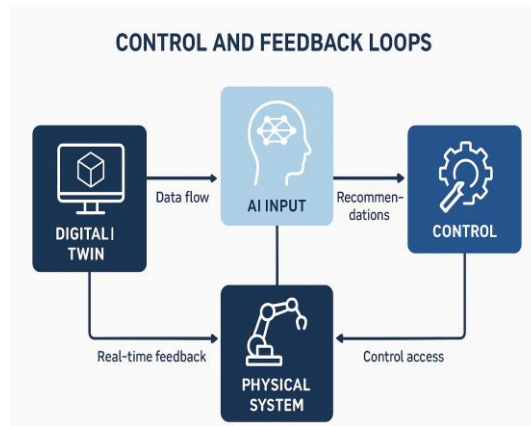 CONTROL AND FEEDBACK LOOPS
DIGITALI
TWIN
Data flow
AI INPUT
Recommen-
dations
CONTROL
Real-time feedback
PHYSICAL
SYSTEM
Control access